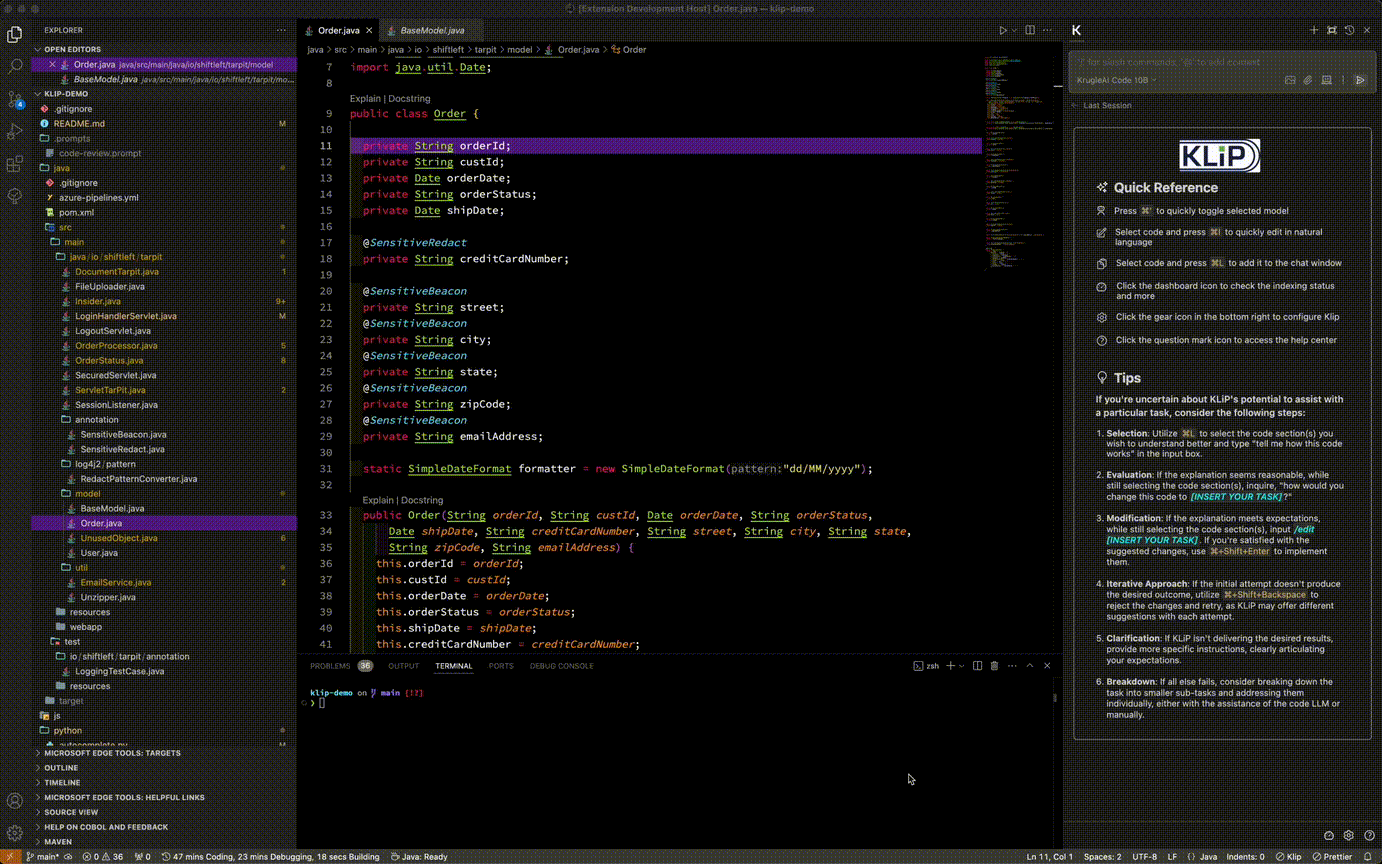 [Extension Development Host] Order.java — klip-demo
EXPLORER
OPEN EDITORS
Order.java java/src/main/java/io/shiftleft/tarpit/model
BaseModel.java java/src/main/java/io/shiftleft/tarpit/mo...
KLIP-DEMO
.gitignore
README.md M
.prompts
code-review.prompt
java
.gitignore
azure-pipelines.yml
pom.xml
src
main
java/io/shiftleft/tarpit
DocumentTarpit.java 1
FileUploader.java
Insider.java 9+
LoginHandlerServlet.java M
LogoutServlet.java
OrderProcessor.java 5
OrderStatus.java 8
SecuredServlet.java
ServletTarPit.java 2
SessionListener.java
annotation
SensitiveBeacon.java
SensitiveRedact.java
log4j2/pattern
RedactPatternConverter.java
model
BaseModel.java
Order.java
UnusedObject.java 6
User.java
util
EmailService.java 2
Unzipper.java
resources
webapp
test
io/shiftleft/tarpit/annotation
LoggingTestCase.java
resources
target
js
python
autocomplete.py M
MICROSOFT EDGE TOOLS: TARGETS
OUTLINE
TIMELINE
MICROSOFT EDGE TOOLS: HELPFUL LINKS
SOURCE VIEW
HELP ON COBOL AND FEEDBACK
MAVEN
4
Order.java
BaseModel.java
java > src > main > java > io > shiftleft > tarpit > model > Order.java > Order
7 import java.util.Date;
8
Explain | Docstring
9 public class Order {
10
11 private String orderId;
12 private String custId;
13 private Date orderDate;
14 private String orderStatus;
15 private Date shipDate;
16
17 @SensitiveRedact
18 private String creditCardNumber;
19
20 @SensitiveBeacon
21 private String street;
22 @SensitiveBeacon
23 private String city;
24 @SensitiveBeacon
25 private String state;
26 @SensitiveBeacon
27 private String zipCode;
28 @SensitiveBeacon
29 private String emailAddress;
30
31 static SimpleDateFormat formatter = new SimpleDateFormat(pattern:"dd/MM/yyyy");
32
Explain | Docstring
33 public Order(String orderId, String custId, Date orderDate, String orderStatus,
34 Date shipDate, String creditCardNumber, String street, String city, String state,
35 String zipCode, String emailAddress) {
36 this.orderId = orderId;
37 this.custId = custId;
38 this.orderDate = orderDate;
39 this.orderStatus = orderStatus;
40 this.shipDate = shipDate;
41 this.creditCardNumber = creditCardNumber;
PROBLEMS 36 OUTPUT TERMINAL PORTS DEBUG CONSOLE
zsh
klip-demo on main [!?]
❯
K
'/' for slash commands, '@' to add context
KrugleAI Code 10B
Last Session
KLiP
Quick Reference
Press ⌘' to quickly toggle selected model
Select code and press ⌘I to quickly edit in natural
language
Select code and press ⌘L to add it to the chat window
Click the dashboard icon to check the indexing status
and more
Click the gear icon in the bottom right to configure Klip
Click the question mark icon to access the help center
Tips
If you're uncertain about KLiP's potential to assist with
a particular task, consider the following steps:
1. Selection: Utilize ⌘L to select the code section(s) you
wish to understand better and type "tell me how this code
works" in the input box.
2. Evaluation: If the explanation seems reasonable, while
still selecting the code section(s), inquire, "how would you
change this code to [INSERT YOUR TASK]?"
3. Modification: If the explanation meets expectations,
while still selecting the code section(s), input /edit
[INSERT YOUR TASK]. If you're satisfied with the
suggested changes, use ⌘+Shift+Enter to implement
them.
4. Iterative Approach: If the initial attempt doesn't produce
the desired outcome, utilize ⌘+Shift+Backspace to
reject the changes and retry, as KLiP may offer different
suggestions with each attempt.
5. Clarification: If KLiP isn't delivering the desired results,
provide more specific instructions, clearly articulating
your expectations.
6. Breakdown: If all else fails, consider breaking down the
task into smaller sub-tasks and addressing them
individually, either with the assistance of the code LLM or
manually.
main* 0 36 0 47 mins Coding, 23 mins Debugging, 18 secs Building Java: Ready
Ln 11, Col 1 Spaces: 2 UTF-8 LF {} Java Indents: 0 Klip Prettier